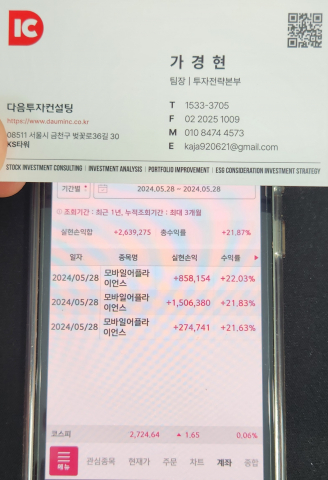 IC
가 경 현
팀장 | 투자전략본부
다음투자컨설팅
https://www.dauminc.co.kr
08511 서울시 금천구 벚꽃로36길 30
KS타워
T 1533-3705
F 02 2025 1009
M 010 8474 4573
E kaja920621@gmail.com
STOCK INVESTMENT CONSULTING | INVESTMENT ANALYSIS | PORTFOLIO IMPROVEMENT | ESG CONSIDERATION INVESTMENT STRATEGY
기간별 2024.05.28 ~ 2024.05.28
조회기간 : 최근 1년, 누적조회기간 : 최대 3개월
실현손익합 +2,639,275 총수익률 +21.87%
일자 종목명 실현손익 수익률
2024/05/28 모바일어플라이언스 +858,154 +22.03%
2024/05/28 모바일어플라이언스 +1,506,380 +21.83%
2024/05/28 모바일어플라이언스 +274,741 +21.63%
코스피 2,724.64 ▲ 1.65 0.06%
메뉴 관심종목 현재가 주문 차트 계좌 종합